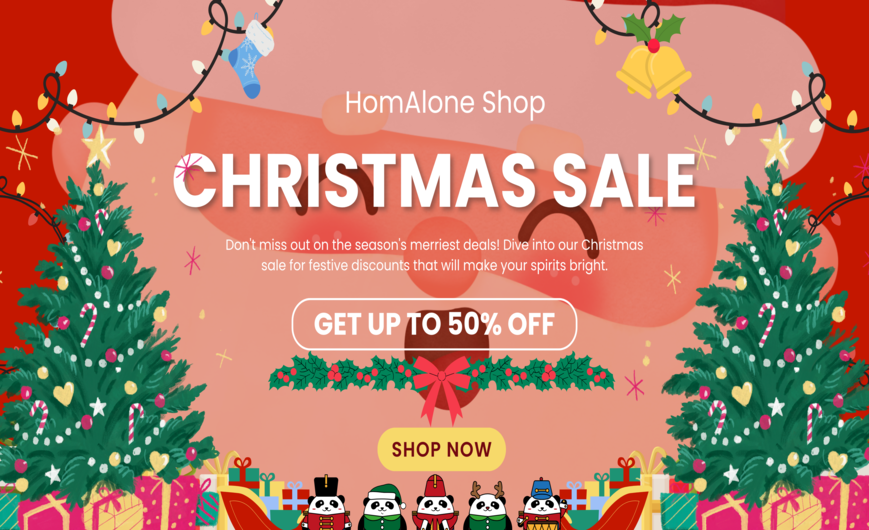 HomAlone Shop
CHRISTMAS SALE
Don't miss out on the season's merriest deals! Dive into our Christmas
sale for festive discounts that will make your spirits bright.
GET UP TO 50% OFF
SHOP NOW